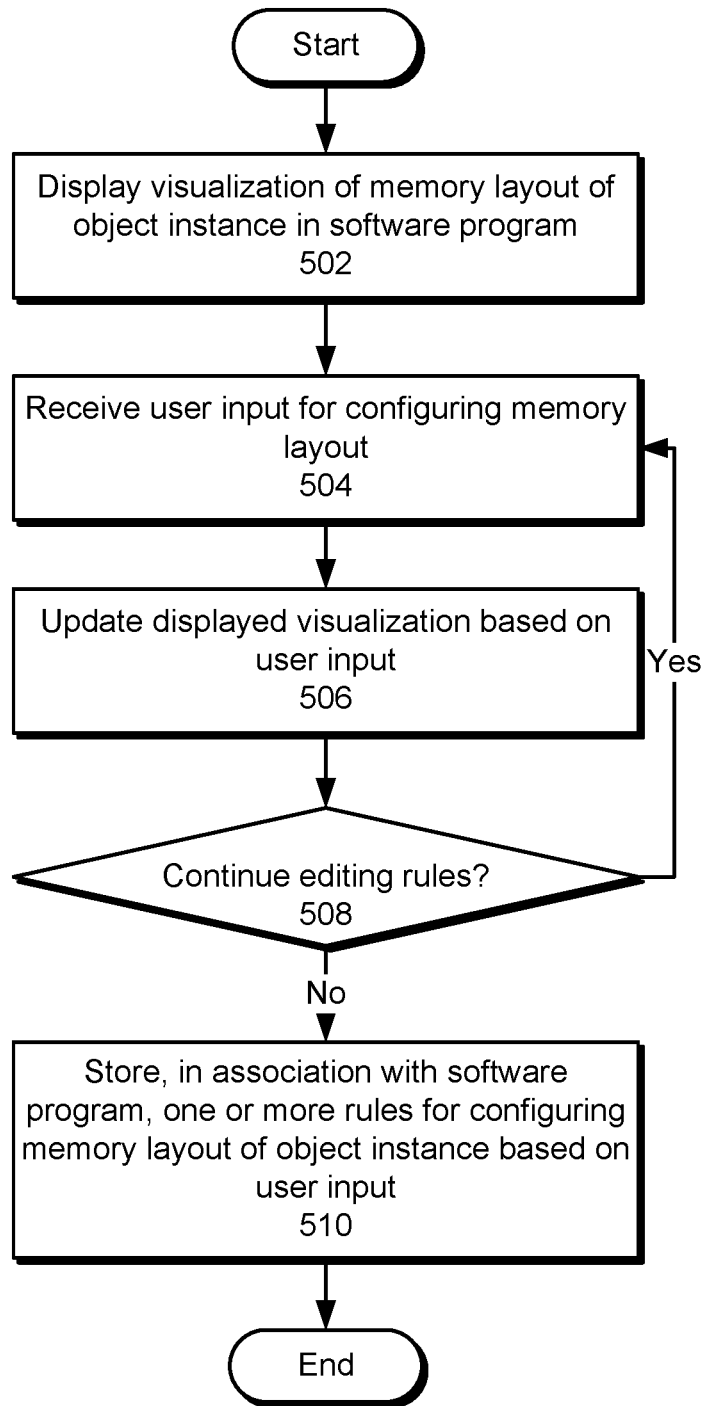 Start
Display visualization of memory layout of
object instance in software program
502
Receive user input for configuring memory
layout
504
Update displayed visualization based on
user input
506
Yes
Continue editing rules?
508
No
Store, in association with software
program, one or more rules for configuring
memory layout of object instance based on
user input
510
End